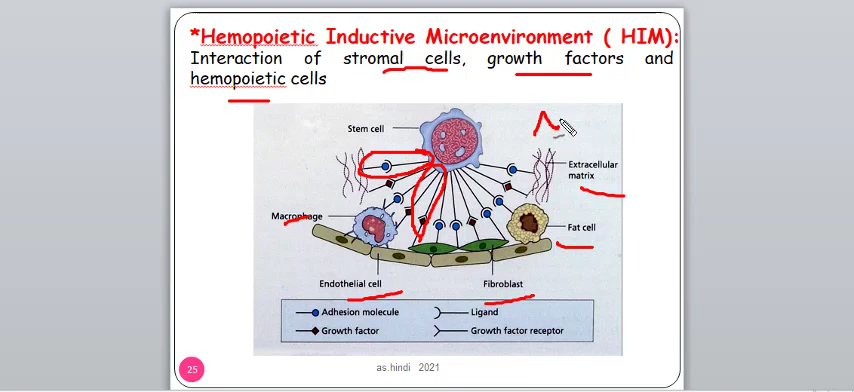 *Hemopoietic Inductive Microenvironment ( HIM):
Interaction of stromal cells, growth factors and
hemopoietic cells
Stem cell
Extracellular
matrix
Macrophage
Fat cell
Endothelial cell
Fibroblast
Adhesion molecule
Ligand
Growth factor
Growth factor receptor
25
as.hindi 2021